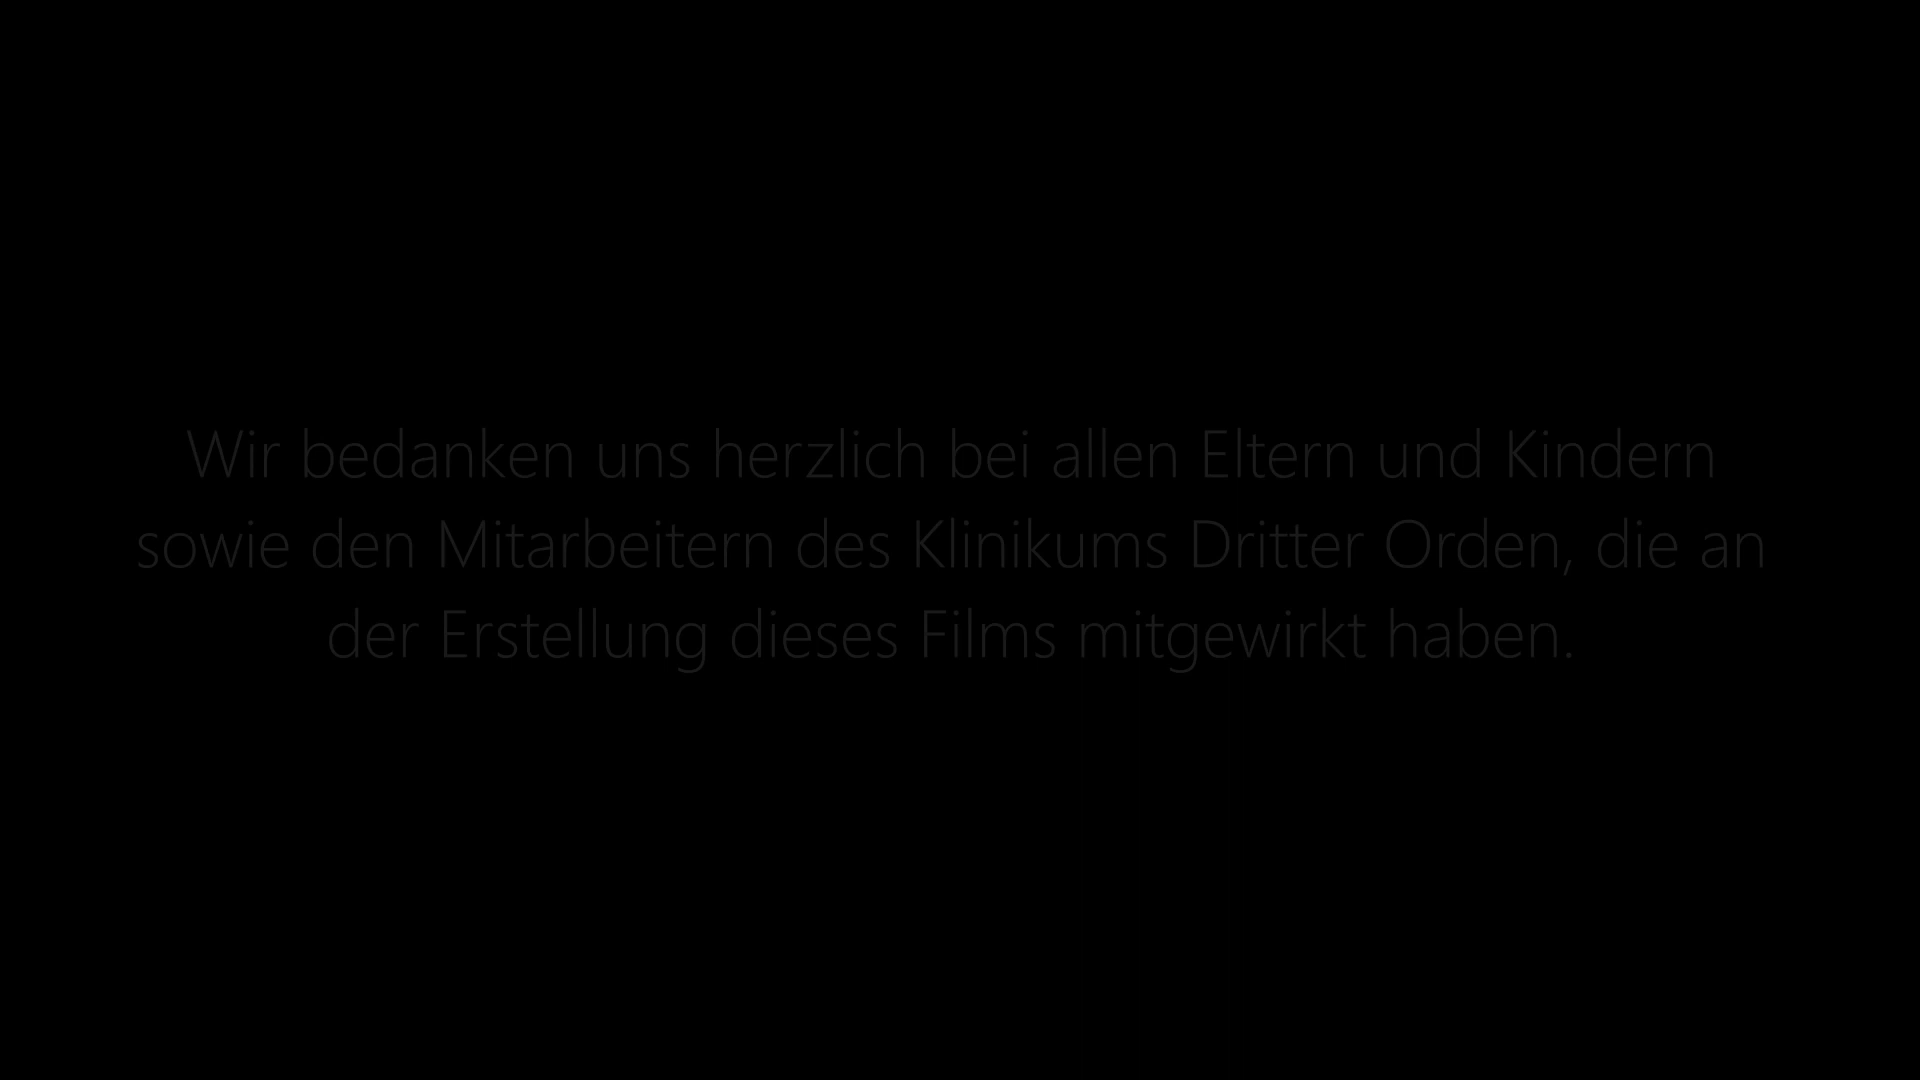 Wir bedanken uns herzlich bei allen Eltern und Kindern
sowie den Mitarbeitern des Klinikums Dritter Orden, die an
der Erstellung dieses Films mitgewirkt haben.